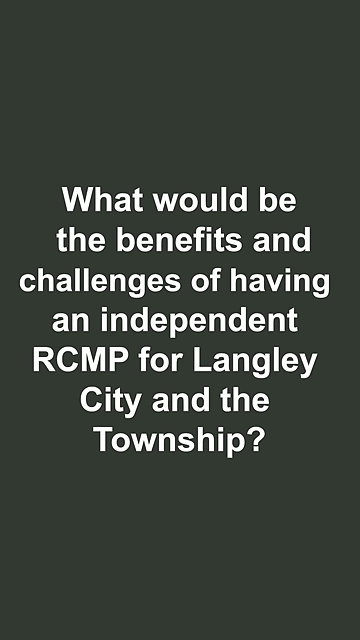 What would be
the benefits and
challenges of having
an independent
RCMP for Langley
City and the
Township?